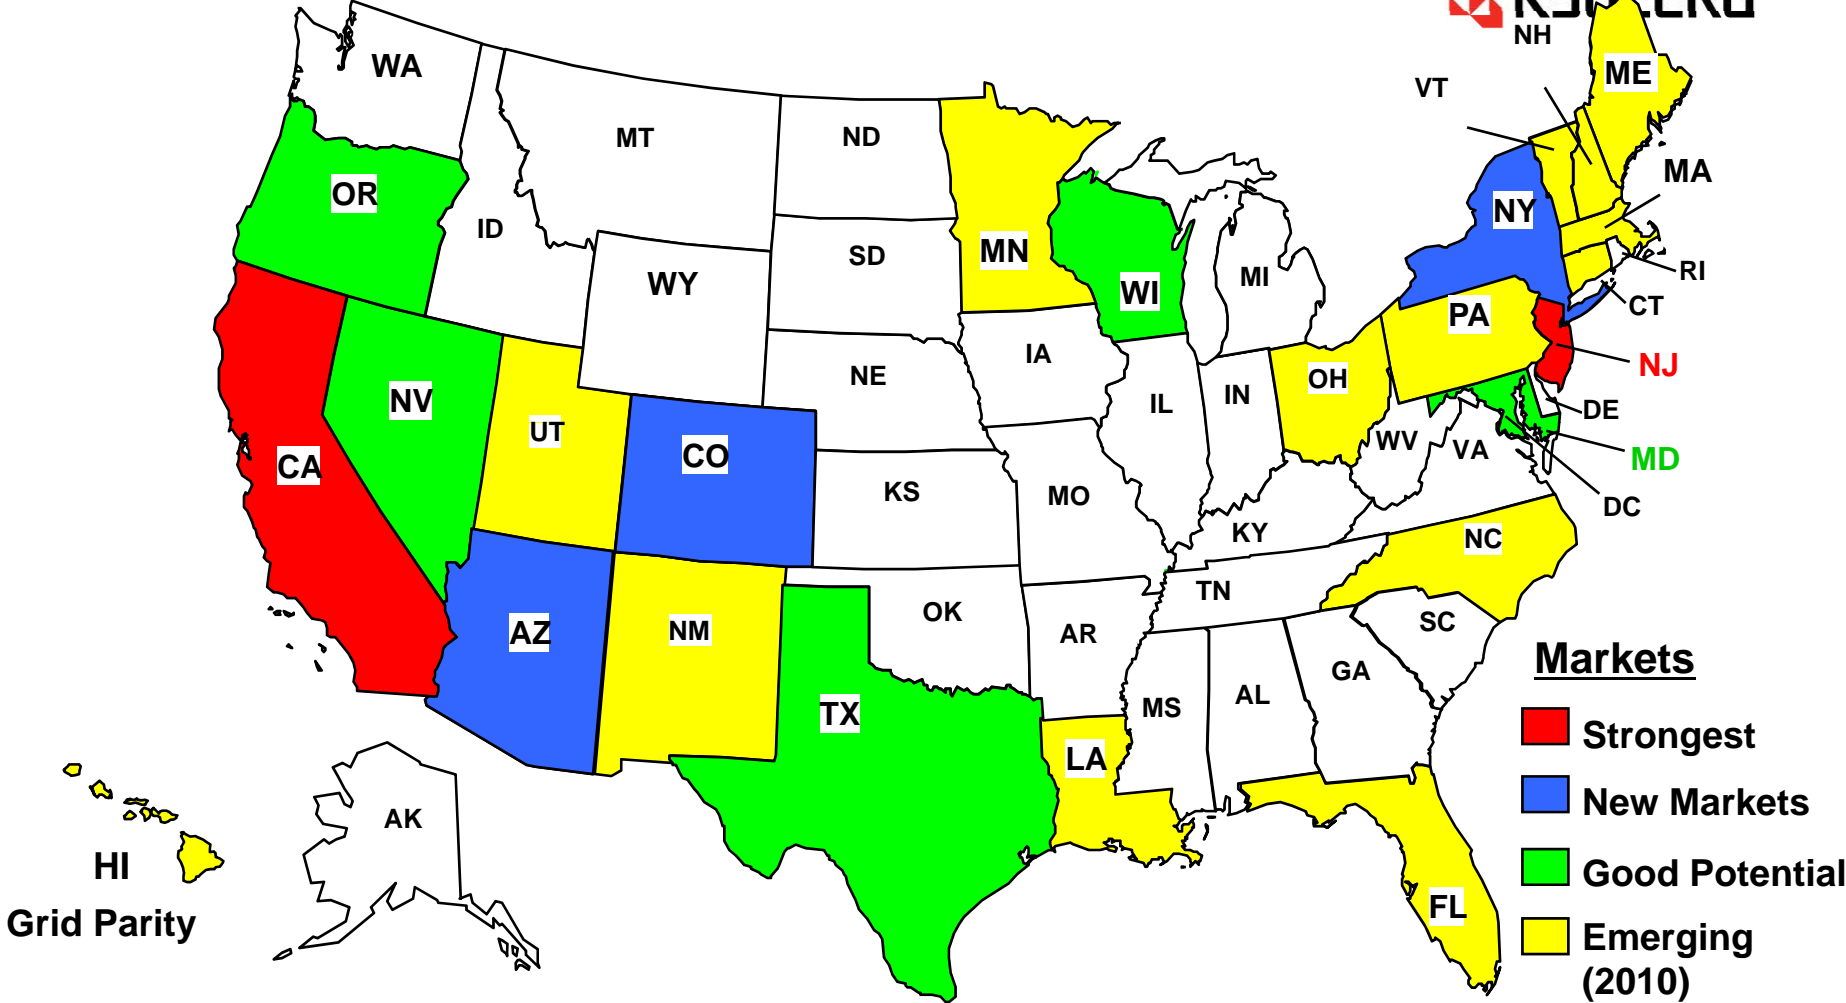 KYOCERA
NH
WA
ME
VT
MT
ND
MA
OR
NY
ID
MN
SD
MI
RI
WY
WI
CT
PA
IA
NJ
NE
OH
NV
IL
IN
DE
UT
WV
VA
CO
MD
CA
KS
MO
DC
KY
NC
TN
OK
SC
AZ
NM
AR
Markets
GA
AL
TX
MS
Strongest
LA
New Markets
AK
HI
Good Potential
FL
Grid Parity
Emerging
(2010)